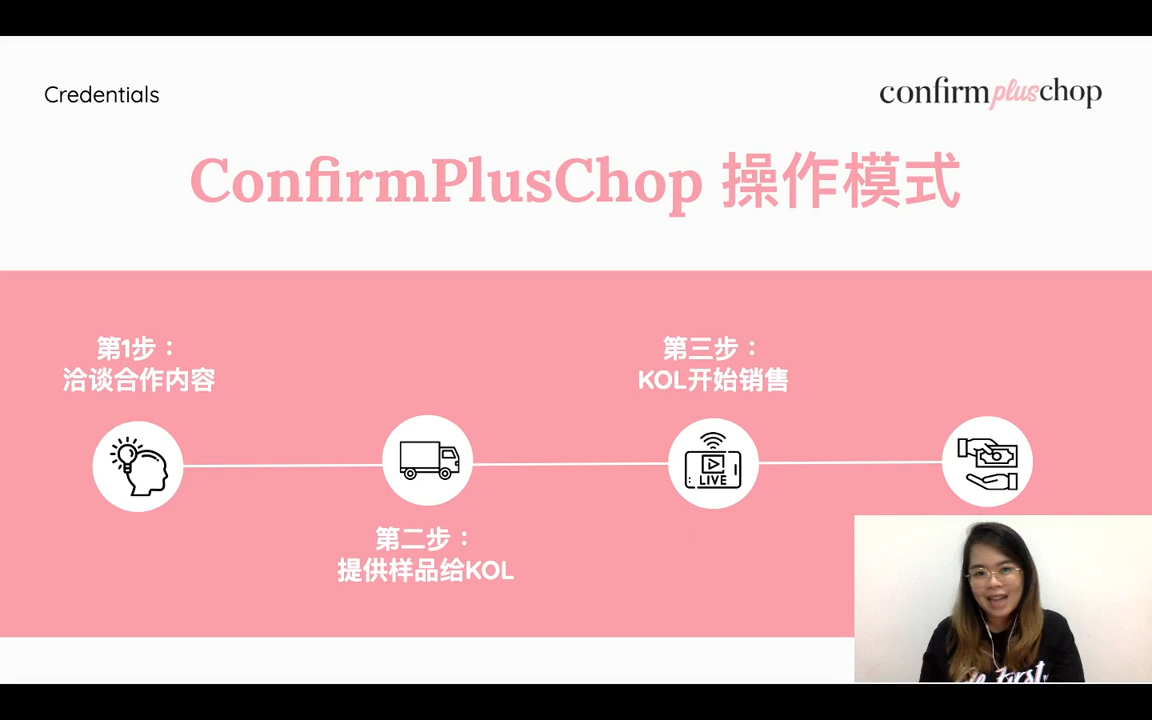 Credentials
confirmpluschop
ConfirmPlusChop 操作模式
第1步：
洽谈合作内容
第三步：
KOL开始销售
LIVE
第二步：
提供样品给KOL